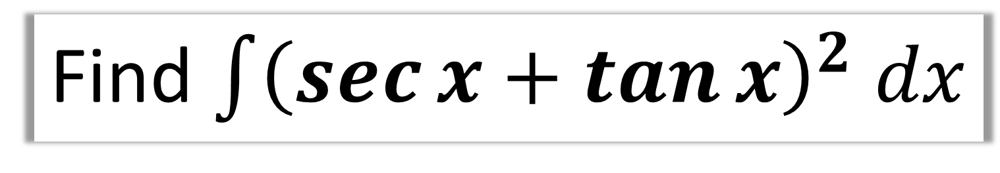 Find ∫(sec x + tan x)² dx